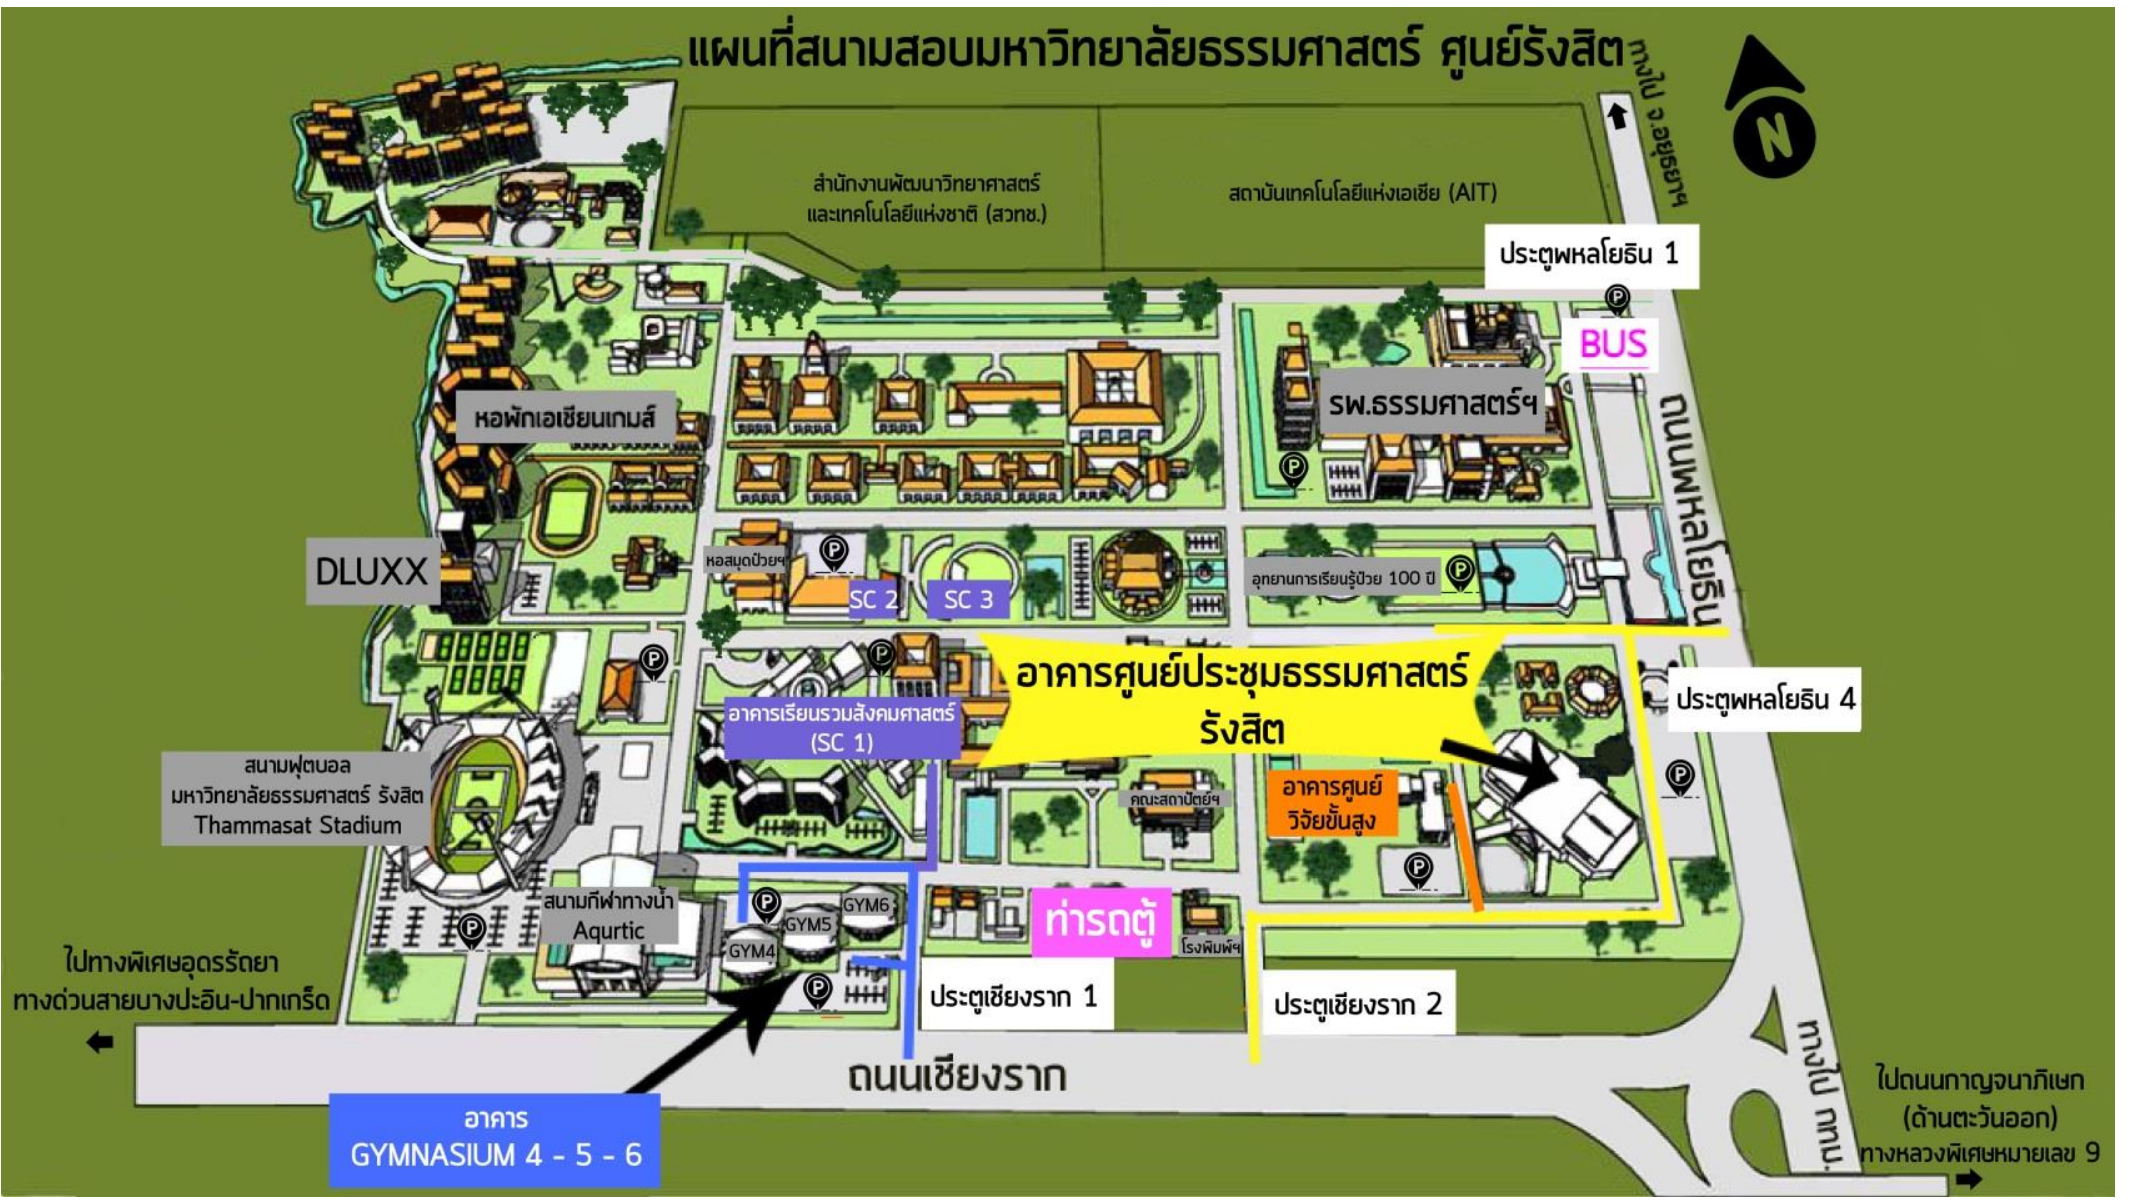 แผนที่สนามสอบมหาวิทยาลัยธรรมศาสตร์ ศูนย์รังสิต
ทางไป จ.อยุธยาฯ
N
สำนักงานพัฒนาวิทยาศาสตร์
และเทคโนโลยีแห่งชาติ (สวทช.)
สถาบันเทคโนโลยีแห่งเอเชีย (AIT)
ประตูพหลโยธิน 1
P
BUS
หอพักเอเชียนเกมส์
รพ.ธรรมศาสตร์ฯ
ถนนพหลโยธิน
P
DLUXX
หอสมุดป๋วยฯ
P
SC 2
SC 3
อุทยานการเรียนรู้ป๋วย 100 ปี
P
P
P
อาคารศูนย์ประชุมธรรมศาสตร์
รังสิต
ประตูพหลโยธิน 4
อาคารเรียนรวมสังคมศาสตร์
(SC 1)
สนามฟุตบอล
มหาวิทยาลัยธรรมศาสตร์ รังสิต
Thammasat Stadium
คณะสถาปัตย์ฯ
อาคารศูนย์
วิจัยขั้นสูง
P
P
สนามกีฬาทางน้ำ
Aqurtic
P
P
GYM4
GYM5
GYM6
ท่ารถตู้
โรงพิมพ์ฯ
P
ไปทางพิเศษอุดรรัถยา
ทางด่วนสายบางปะอิน-ปากเกร็ด
ประตูเชียงราก 1
ประตูเชียงราก 2
ถนนเชียงราก
ทางไป กทม.
ไปถนนกาญจนาภิเษก
(ด้านตะวันออก)
ทางหลวงพิเศษหมายเลข 9
อาคาร
GYMNASIUM 4 - 5 - 6